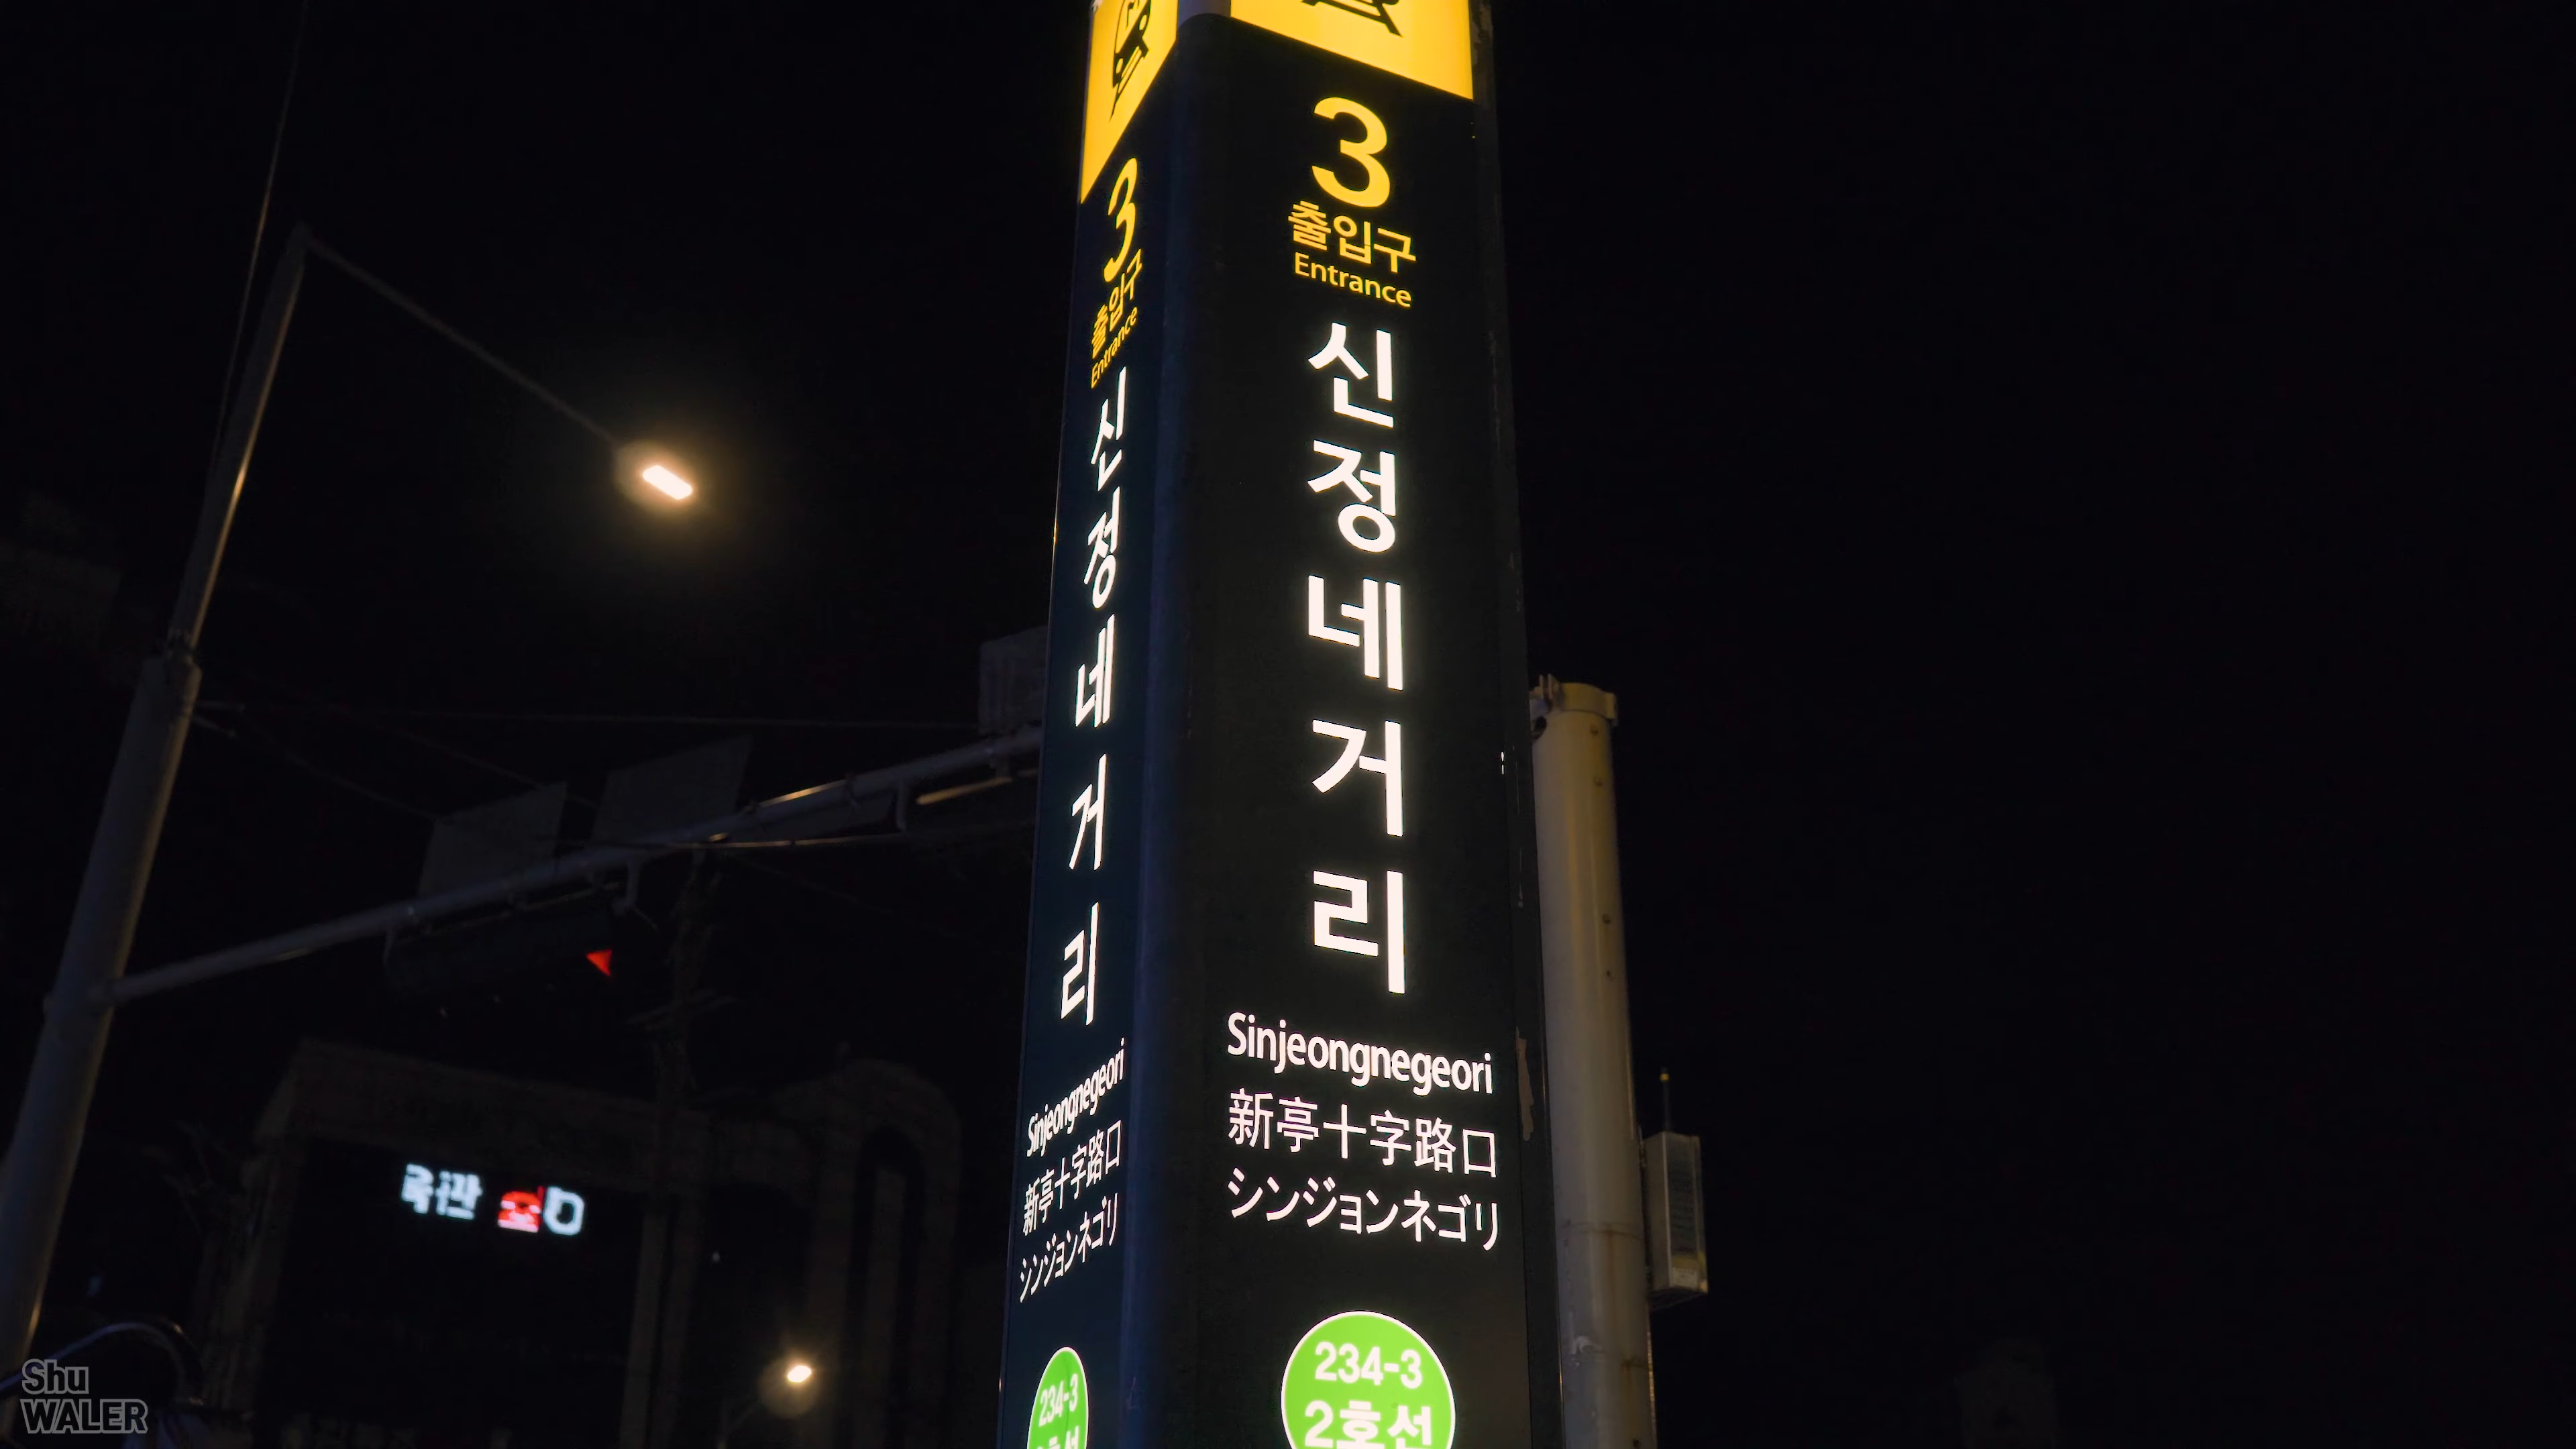 3
출입구
Entrance
신정네거리
Sinjeongnegeori
新亭十字路口
シンジョンネゴリ
234-3
2호선
3
출입구
Entrance
신정네거리
Sinjeongnegeori
新亭十字路口
シンジョンネゴリ
234-3
Shu
WALER